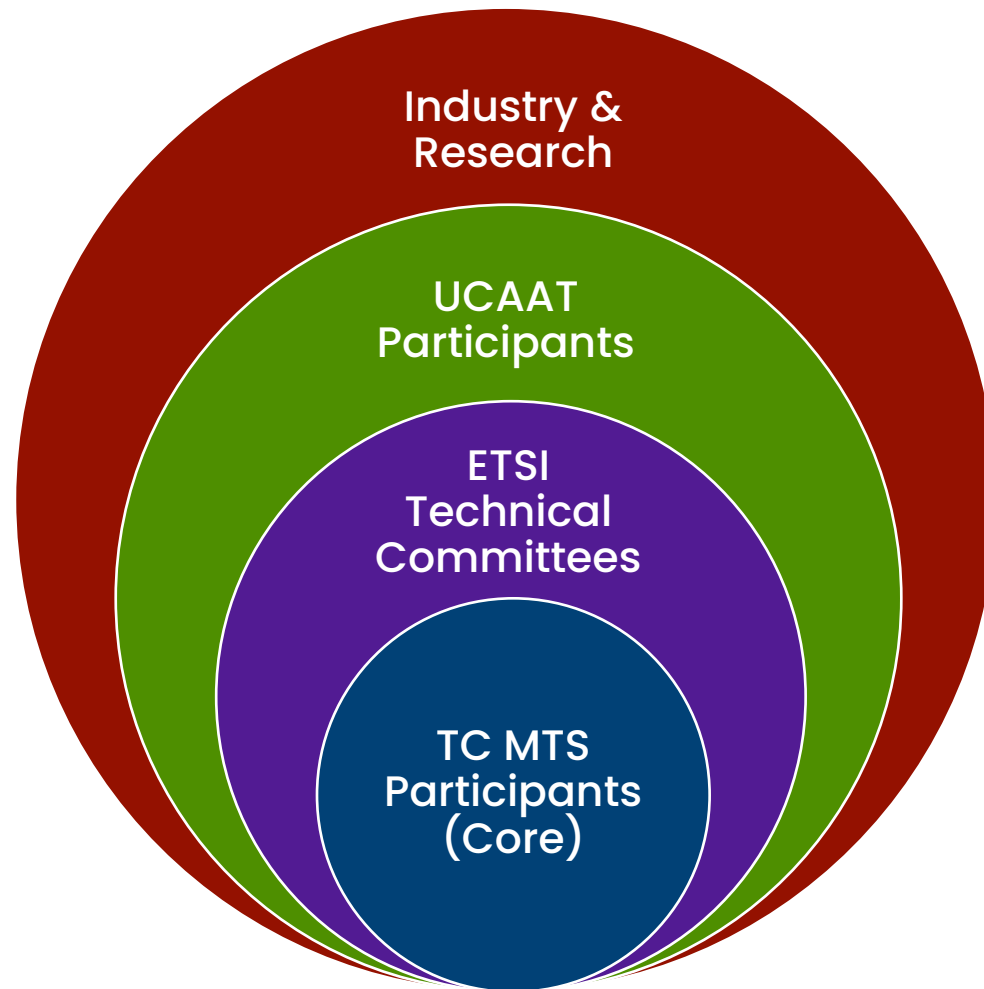 Industry &
Research
UCAAT
Participants
ETSI
Technical
Committees
TC MTS
Participants
(Core)